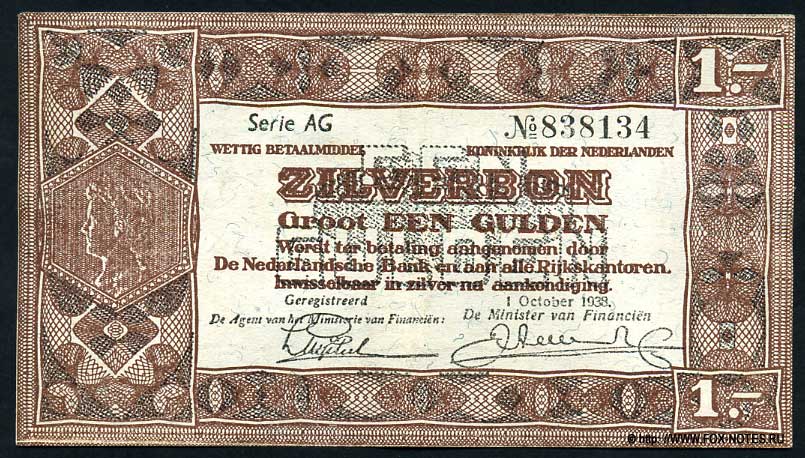 1.-
Serie AG
№ 838134
WETTIG BETAALMIDDEL
KONINKRIJK DER NEDERLANDEN
ZILVERBON
Groot EEN GULDEN
Wordt ter betaling aangenomen door
De Nederlandsche Bank en aan alle Rijkskantoren.
Inwisselbaar in zilver na aankondiging.
Geregistreerd
1 October 1938.
De Agent van het Ministerie van Financiën:
De Minister van Financiën
1.-
© http://WWW.FOX-NOTES.RU